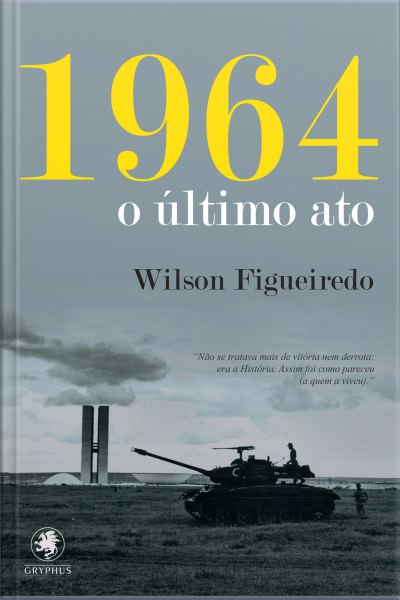 1964
o último ato
Wilson Figueiredo
“Não se tratava mais de vitória nem derrota:
era a História. Assim foi como pareceu
(a quem a viveu).”
GRYPHUS